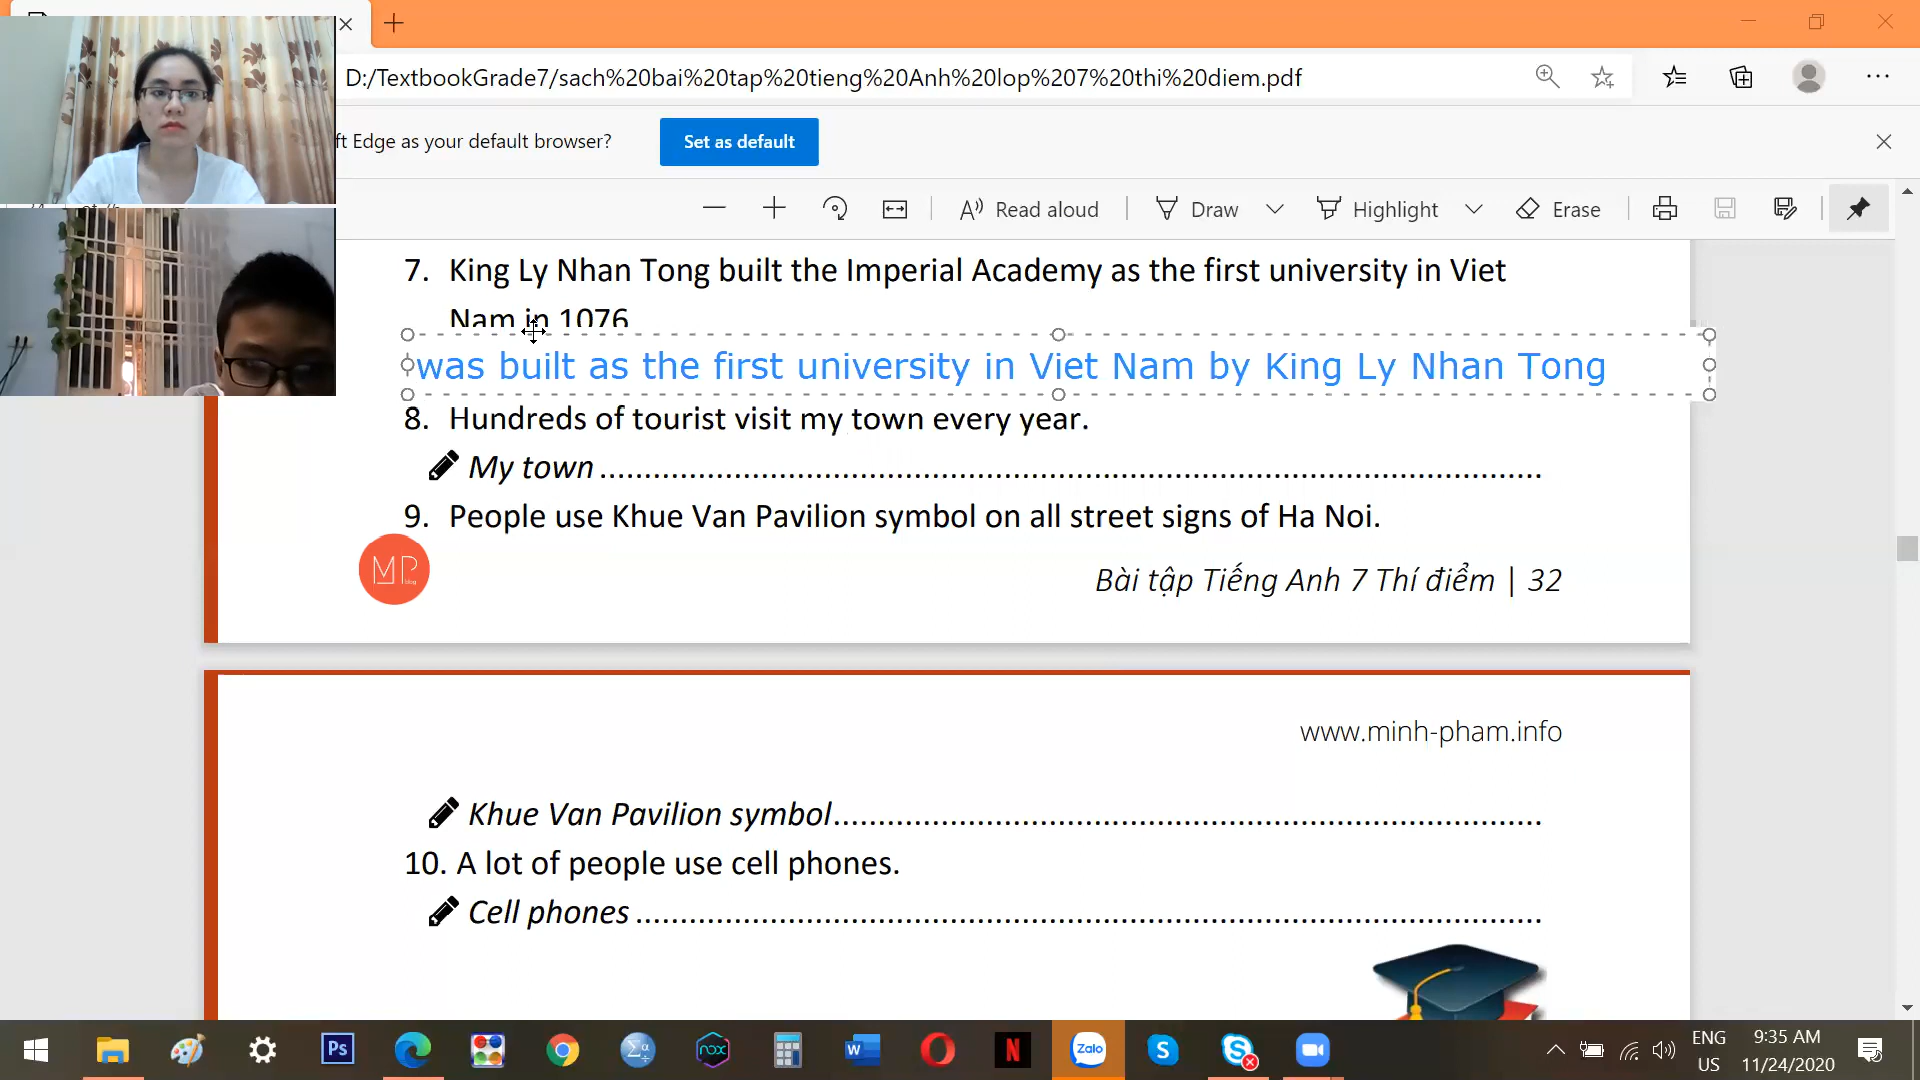 D:/TextbookGrade7/sach%20bai%20tap%20tieng%20Anh%20lop%207%20thi%20diem.pdf
ft Edge as your default browser?
Set as default
Read aloud
Draw
Highlight
Erase
7. King Ly Nhan Tong built the Imperial Academy as the first university in Viet
Nam in 1076
was built as the first university in Viet Nam by King Ly Nhan Tong
8. Hundreds of tourist visit my town every year.
My town ................................................................
9. People use Khue Van Pavilion symbol on all street signs of Ha Noi.
MP
blog
Bài tập Tiếng Anh 7 Thí điểm | 32
www.minh-pham.info
Khue Van Pavilion symbol................................................................
10. A lot of people use cell phones.
Cell phones ................................................................
Ps
nox
W
N
Zalo
S
S
ENG
US
9:35 AM
11/24/2020